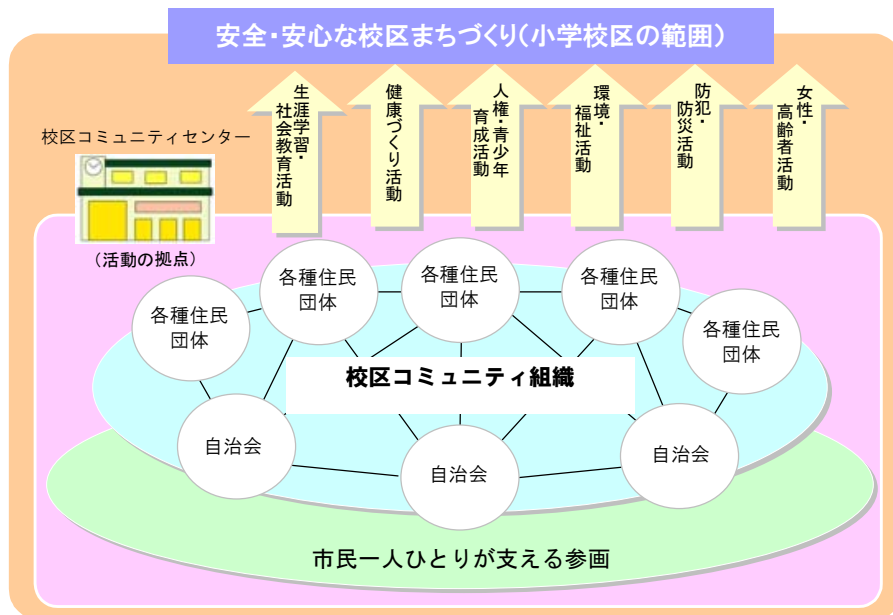 安全・安心な校区まちづくり(小学校区の範囲)
校区コミュニティセンター
(活動の拠点)
生涯学習・
社会教育活動
健康づくり活動
人権・青少年
育成活動
環境・
福祉活動
防犯・
防災活動
女性・
高齢者活動
各種住民
団体
各種住民
団体
各種住民
団体
各種住民
団体
各種住民
団体
校区コミュニティ組織
自治会
自治会
自治会
市民一人ひとりが支える参画